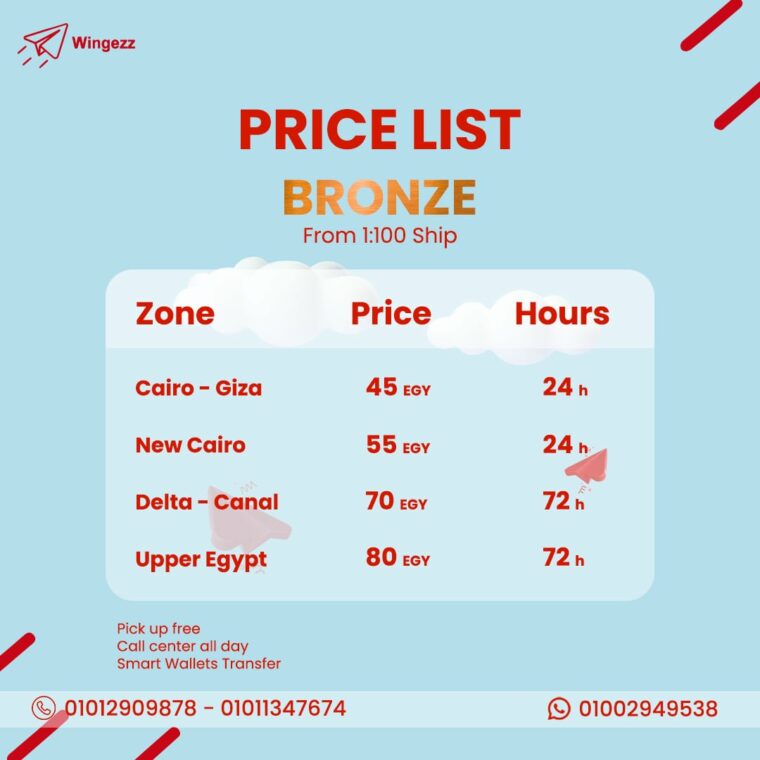 Wingezz
PRICE LIST
BRONZE
From 1:100 Ship
Zone Price Hours
Cairo - Giza 45 EGY 24 h
New Cairo 55 EGY 24 h
Delta - Canal 70 EGY 72 h
Upper Egypt 80 EGY 72 h
Pick up free
Call center all day
Smart Wallets Transfer
01012909878 - 01011347674 01002949538